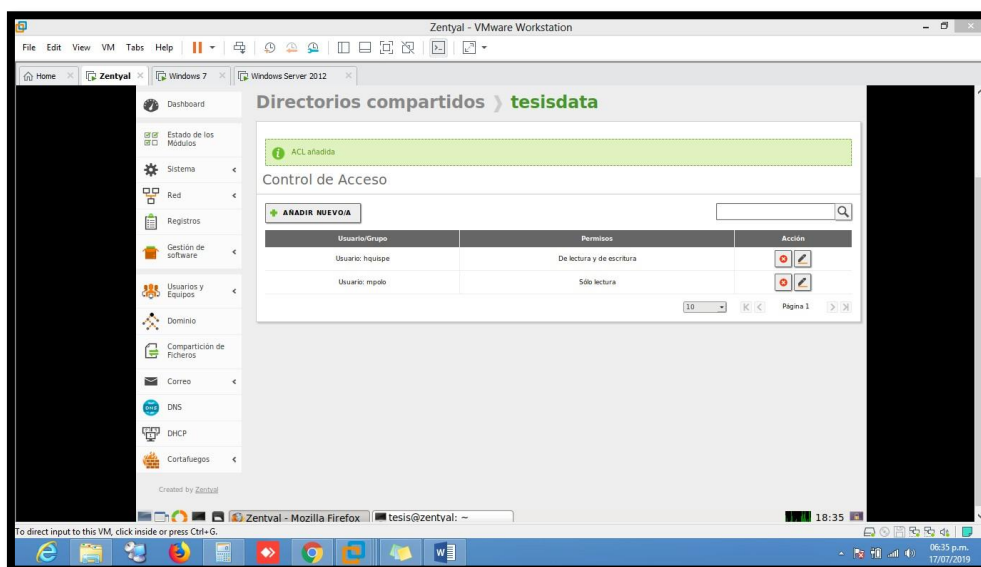 Zentyal - VMware Workstation
File Edit View VM Tabs Help
Home Zentyal Windows 7 Windows Server 2012
Dashboard
Estado de los
Módulos
Sistema
Red
Registros
Gestión de
software
Usuarios y
Equipos
Dominio
Compartición de
Ficheros
Correo
DNS
DHCP
Cortafuegos
Created by Zentyal
Directorios compartidos tesisdata
ACL añadida
Control de Acceso
AÑADIR NUEVO/A
Usuario/Grupo Permisos Acción
Usuario: hquispe De lectura y de escritura
Usuario: mpolo Sólo lectura
10 Página 1
Zentyal - Mozilla Firefox tesis@zentyal: ~ 18:35
To direct input to this VM, click inside or press Ctrl+G.
06:35 p.m.
17/07/2019